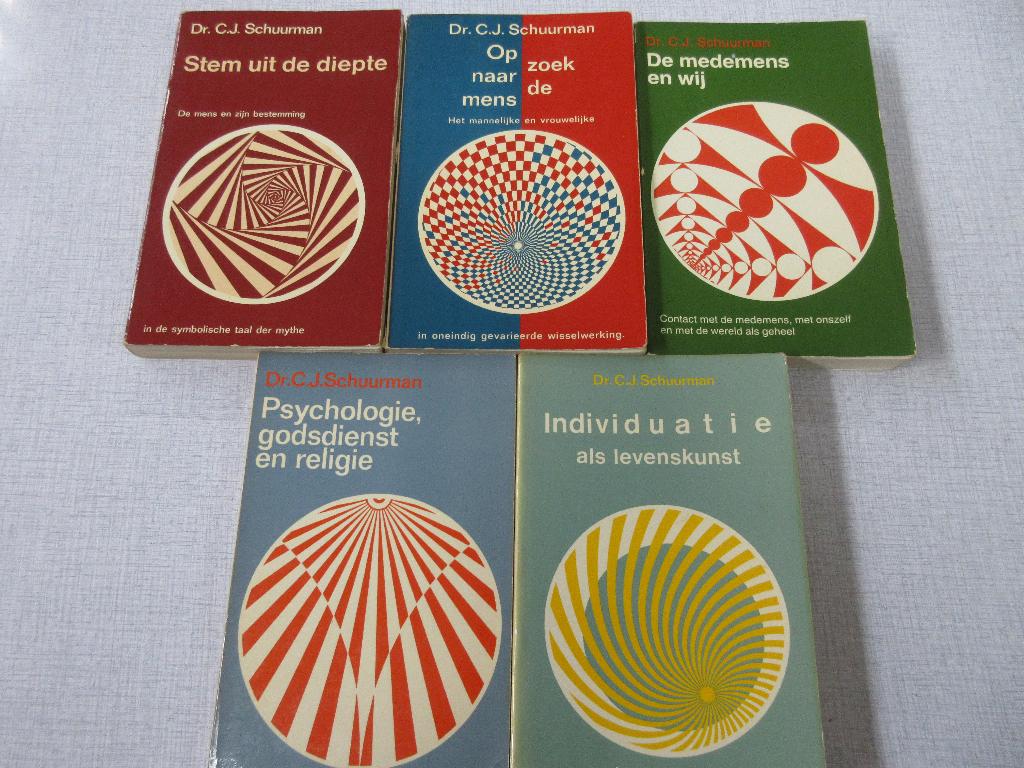 Dr. C.J. Schuurman
Stem uit de diepte
De mens en zijn bestemming
in de symbolische taal der mythe
Dr. C.J. Schuurman
Op zoek
naar de
mens
Het mannelijke en vrouwelijke
in oneindig gevarieerde wisselwerking.
Dr. C.J. Schuurman
De medemens
en wij
Contact met de medemens, met onszelf
en met de wereld als geheel
Dr.C.J.Schuurman
Psychologie,
godsdienst
en religie
Dr.C.J.Schuurman
Individuatie
als levenskunst